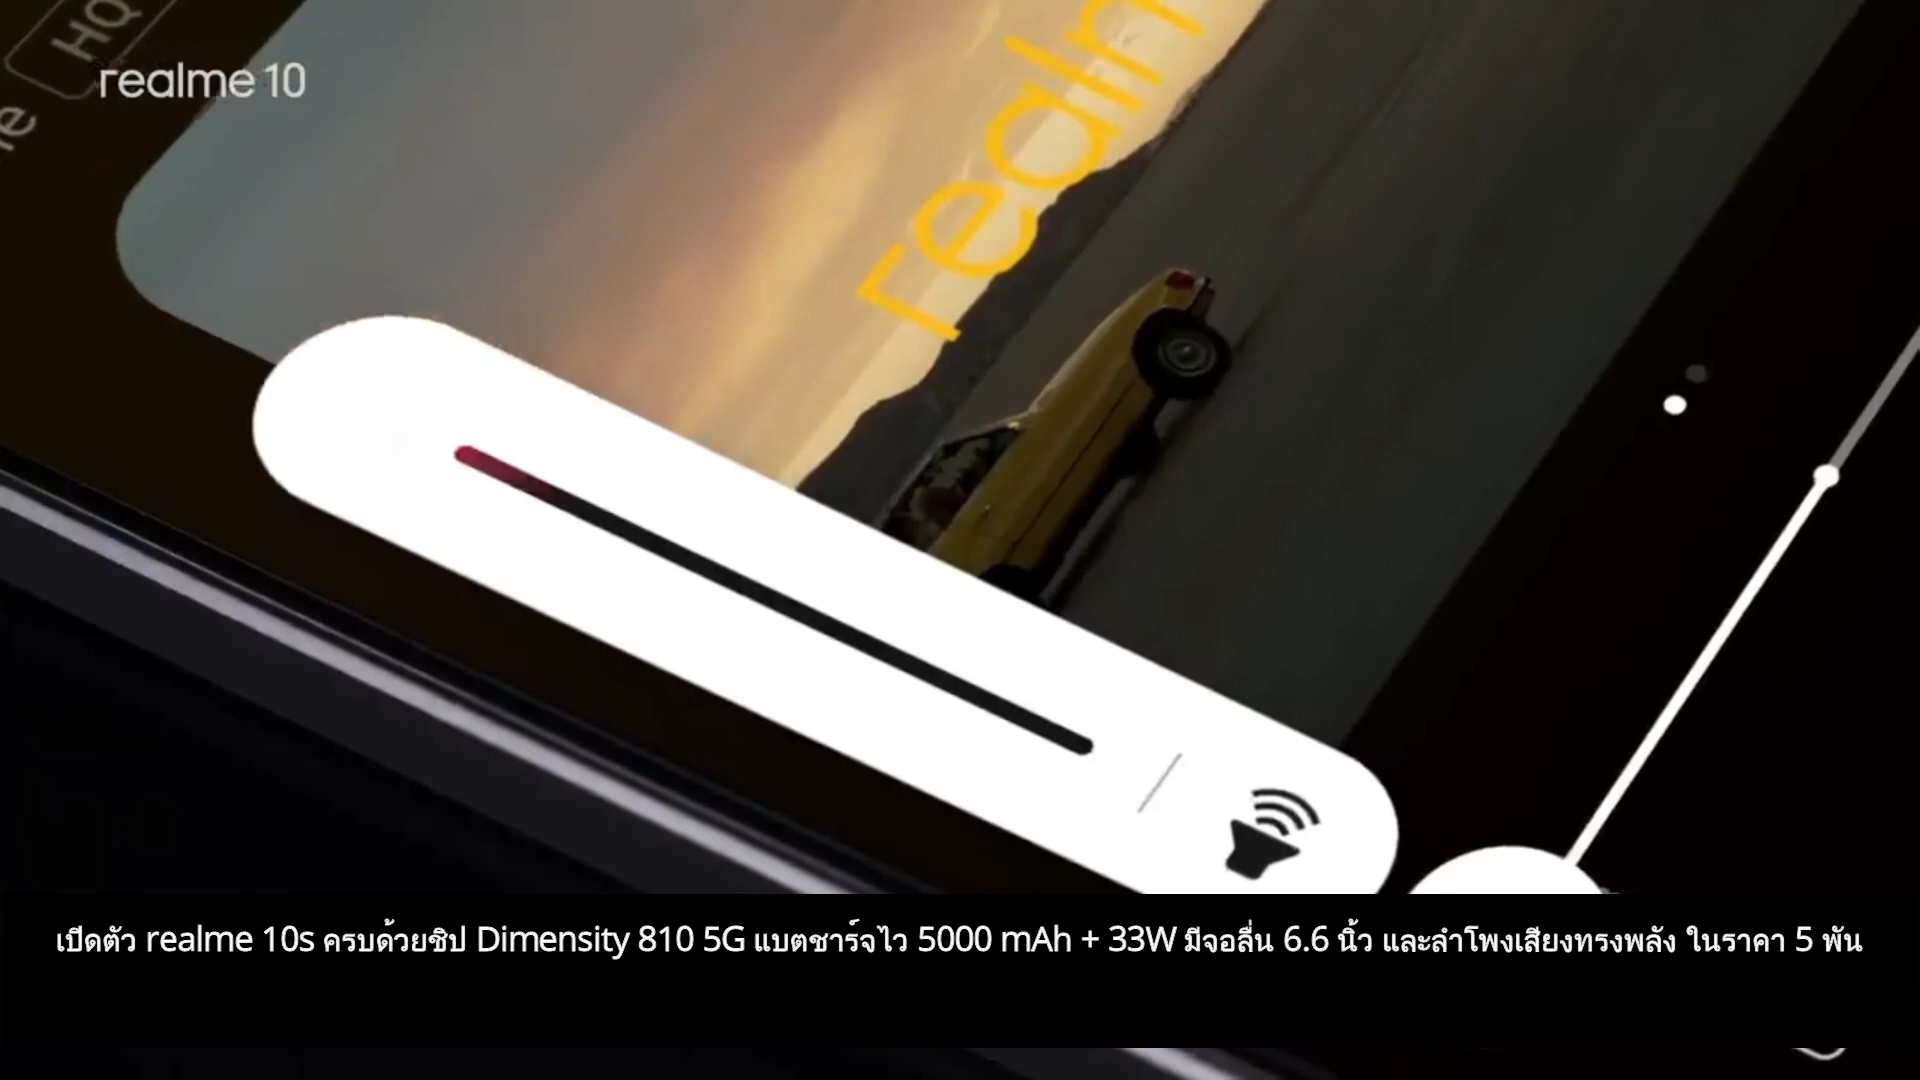 HQ
realme 10
realm
เปิดตัว realme 10s ครบด้วยชิป Dimensity 810 5G แบตชาร์จไว 5000 mAh + 33W มีจอลื่น 6.6 นิ้ว และลำโพงเสียงทรงพลัง ในราคา 5 พัน